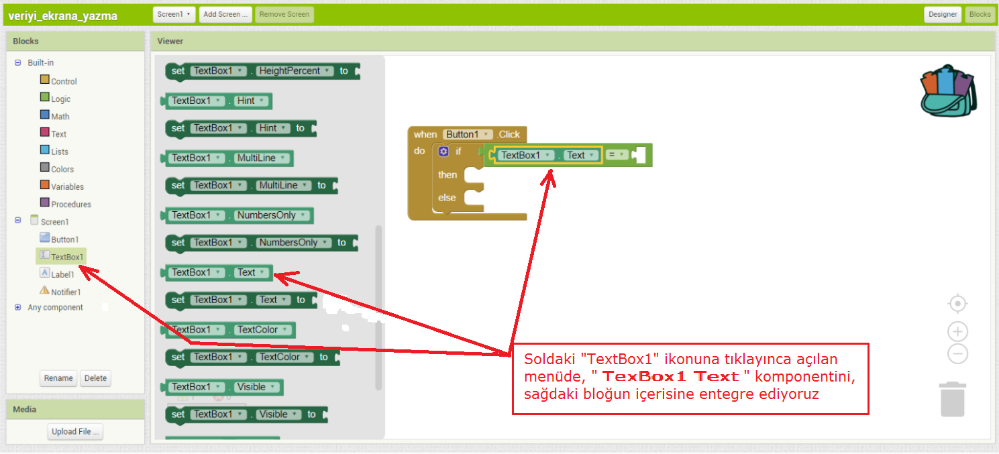 veriyi_ekrana_yazma Screen1 Add Screen ... Remove Screen Designer Blocks
Blocks
Built-in
Control
Logic
Math
Text
Lists
Colors
Variables
Procedures
Screen1
Button1
TextBox1
Label1
Notifier1
Any component
Rename Delete
Media
Upload File ...
Viewer
set TextBox1 . HeightPercent to
TextBox1 . Hint
set TextBox1 . Hint to
TextBox1 . MultiLine
set TextBox1 . MultiLine to
TextBox1 . NumbersOnly
set TextBox1 . NumbersOnly to
TextBox1 . Text
set TextBox1 . Text to
TextBox1 . TextColor
set TextBox1 . TextColor to
TextBox1 . Visible
set TextBox1 . Visible to
when Button1 .Click
do if TextBox1 . Text =
then
else
Soldaki "TextBox1" ikonuna tıklayınca açılan
menüde, " TexBox1 Text " komponentini,
sağdaki bloğun içerisine entegre ediyoruz